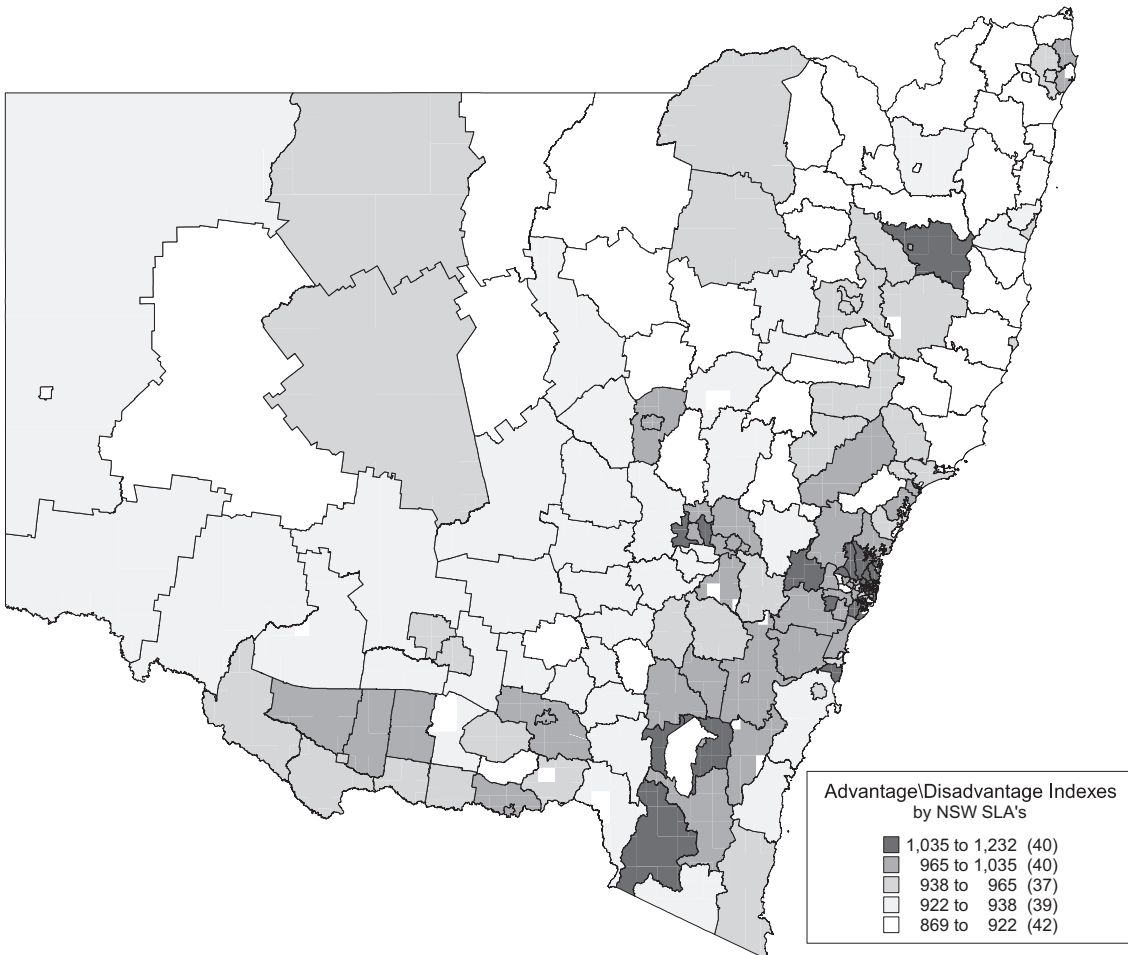 Advantage\Disadvantage Indexes
by NSW SLA's
1,035 to 1,232 (40)
965 to 1,035 (40)
938 to 965 (37)
922 to 938 (39)
869 to 922 (42)